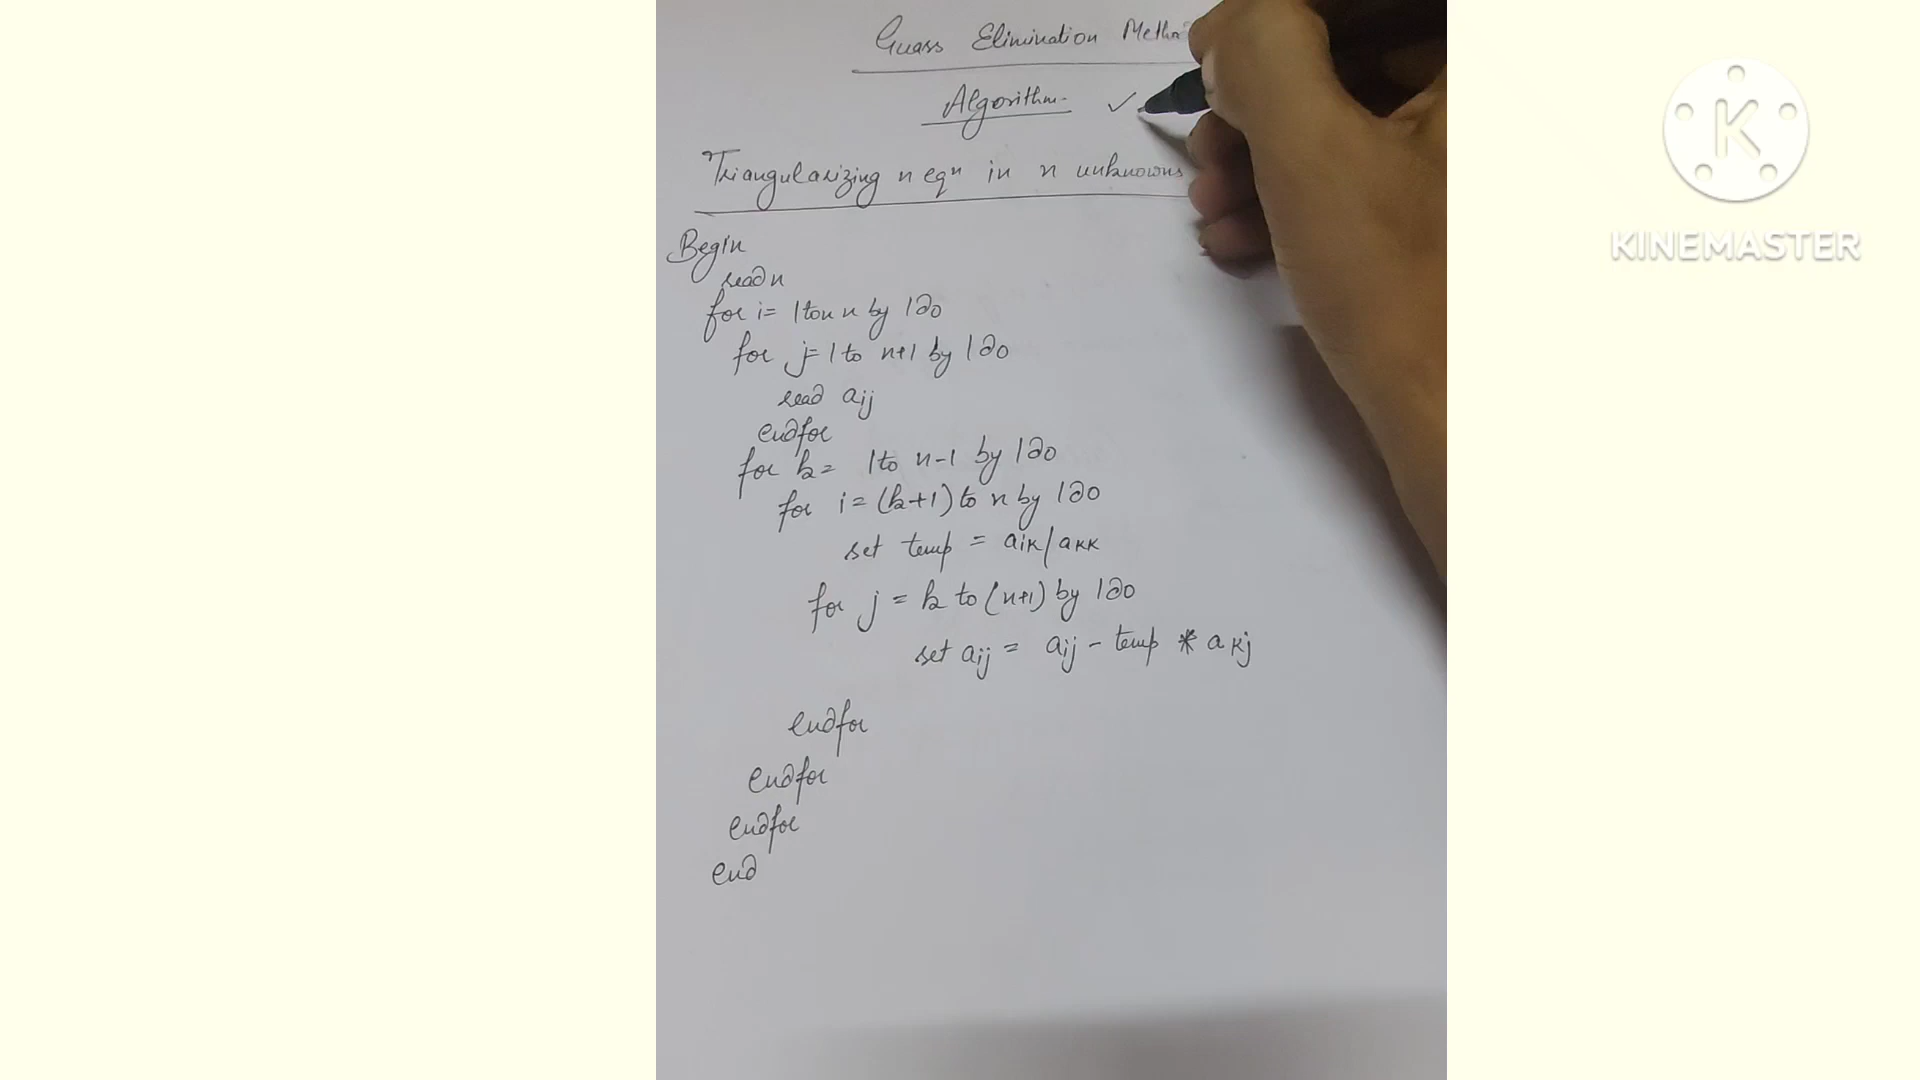 Guass Elimination Meth
Algorithm
Triangularizing n eqn in n unknowns
Begin
read n
for i = 1 to n by 1 do
for j = 1 to n+1 by 1 do
read aij
endfor
for k = 1 to n-1 by 1 do
for i = (k+1) to n by 1 do
set temp = aik/akk
for j = k to (n+1) by 1 do
set aij = aij - temp * akj
endfor
endfor
endfor
end
K
KINEMASTER